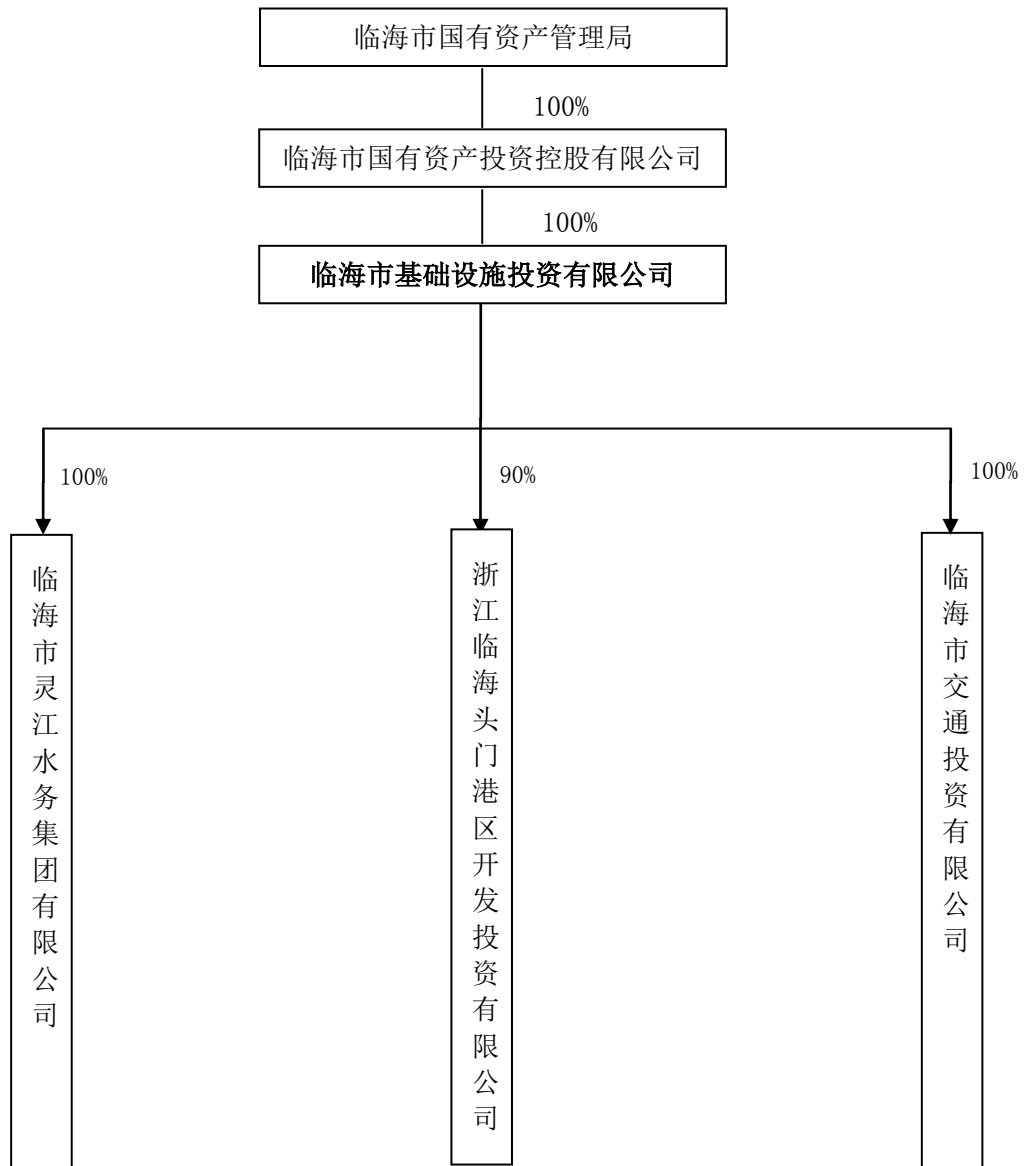 临海市国有资产管理局
100%
临海市国有资产投资控股有限公司
100%
临海市基础设施投资有限公司
100%
90%
100%
临海市灵江水务集团有限公司
浙江临海头门港区开发投资有限公司
临海市交通投资有限公司